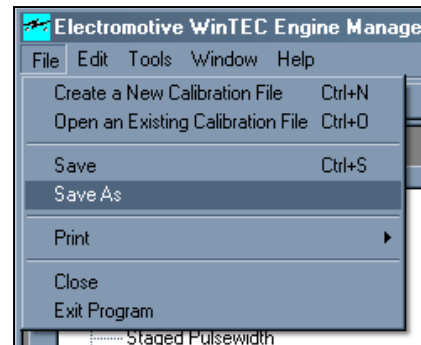 Electromotive WinTEC Engine Manage
File Edit Tools Window Help
Create a New Calibration File Ctrl+N
Open an Existing Calibration File Ctrl+O
Save Ctrl+S
Save As
Print
Close
Exit Program
Staged Pulsewidth